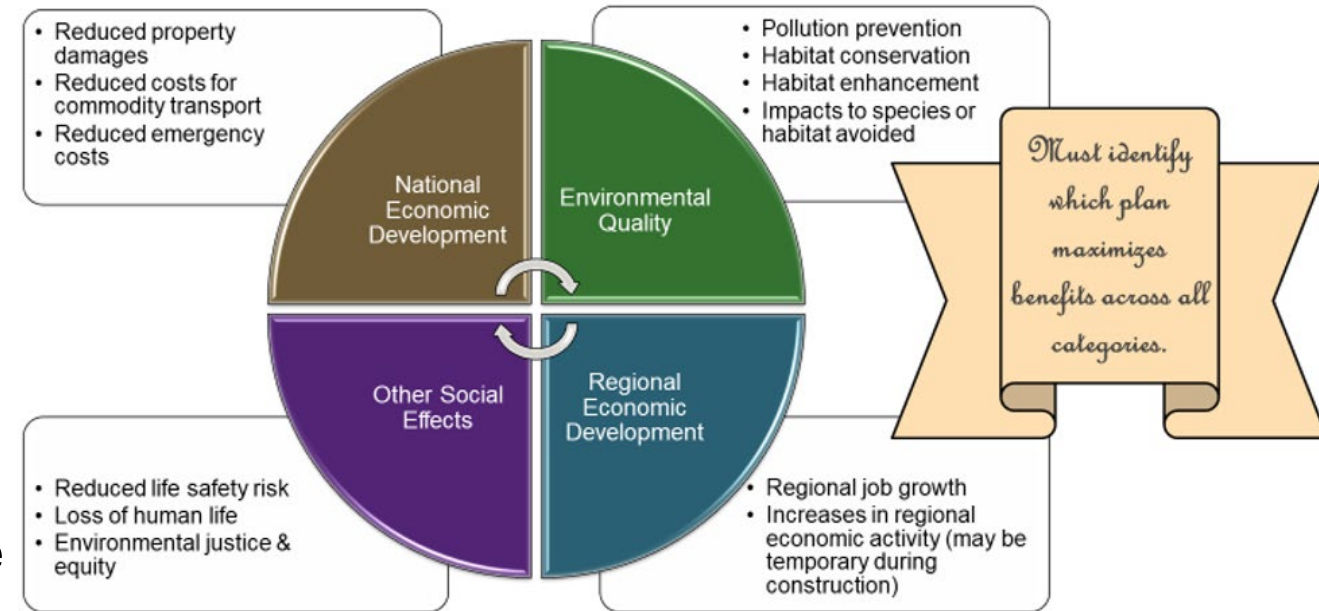 • Reduced property
damages
• Reduced costs for
commodity transport
• Reduced emergency
costs
National
Economic
Development
• Pollution prevention
• Habitat conservation
• Habitat enhancement
• Impacts to species or
habitat avoided
Environmental
Quality
Must identify
which plan
maximizes
benefits across all
categories.
Other Social
Effects
• Reduced life safety risk
• Loss of human life
• Environmental justice &
equity
Regional
Economic
Development
• Regional job growth
• Increases in regional
economic activity (may be
temporary during
construction)
e